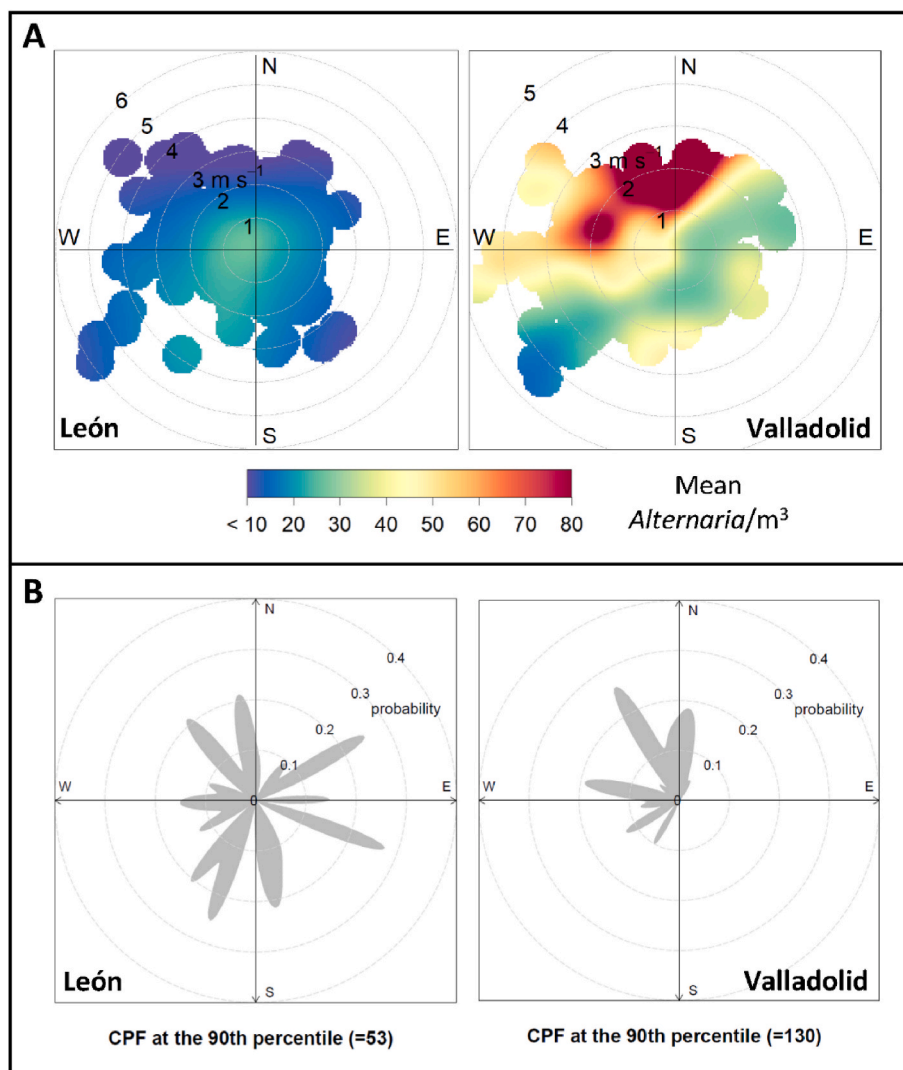 A
N
6
5
4
3 m s⁻¹
2
1
W
E
S
León
N
5
4
3 m s⁻¹
2
1
W
E
S
Valladolid
< 10 20 30 40 50 60 70 80
Mean
Alternaria/m³
B
N
0.4
0.3
probability
0.2
0.1
W
0
E
S
León
CPF at the 90th percentile (=53)
N
0.4
0.3
probability
0.2
0.1
W
0
E
S
Valladolid
CPF at the 90th percentile (=130)